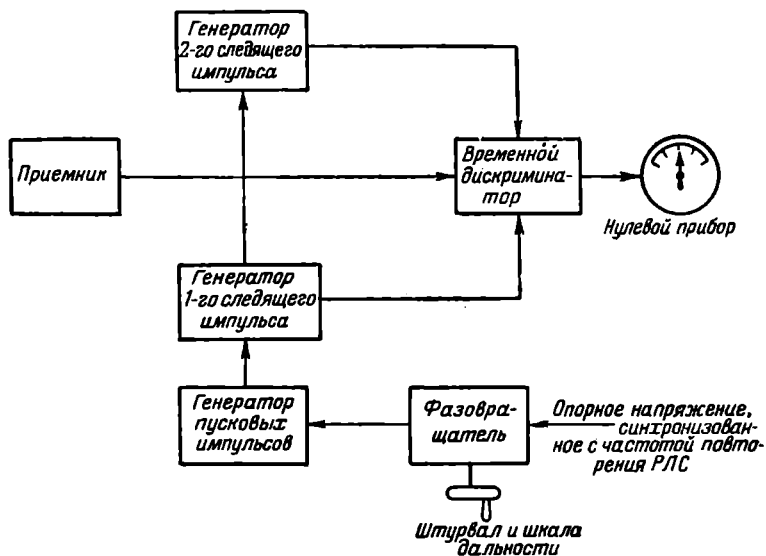 Генератор
2-го следящего
импульса
Приемник
Временной
дискримина-
тор
Нулевой прибор
Генератор
1-го следящего
импульса
Генератор
пусковых
импульсов
Фазовра-
щатель
Опорное напряжение,
синхронизован-
ное с частотой повто-
рения РЛС
Штурвал и шкала
дальности